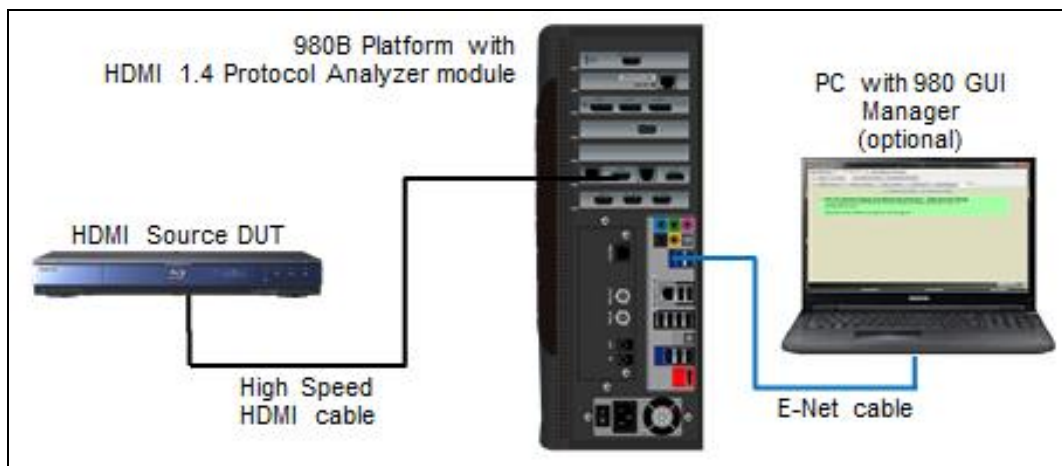 980B Platform with
HDMI 1.4 Protocol Analyzer module
PC with 980 GUI
Manager
(optional)
HDMI Source DUT
High Speed
HDMI cable
E-Net cable